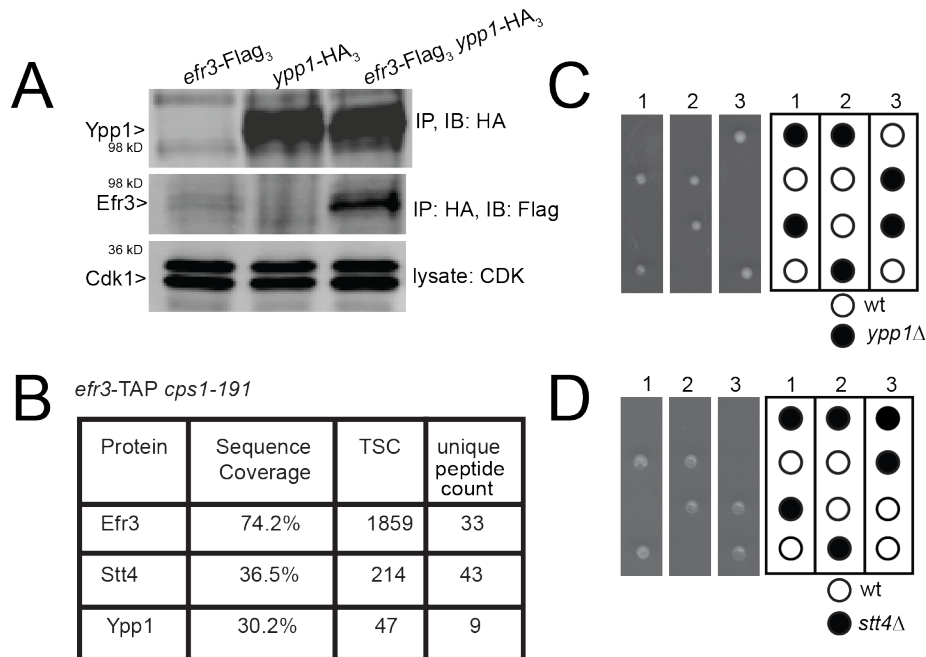 A
efr3-Flag3
ypp1-HA3
efr3-Flag3 ypp1-HA3
Ypp1>
98 kD
IP, IB: HA
98 kD
Efr3>
IP: HA, IB: Flag
36 kD
Cdk1>
lysate: CDK
B
efr3-TAP cps1-191
Protein
Sequence
Coverage
TSC
unique
peptide
count
Efr3
74.2%
1859
33
Stt4
36.5%
214
43
Ypp1
30.2%
47
9
C
1 2 3 1 2 3
wt
ypp1Δ
D
1 2 3 1 2 3
wt
stt4Δ